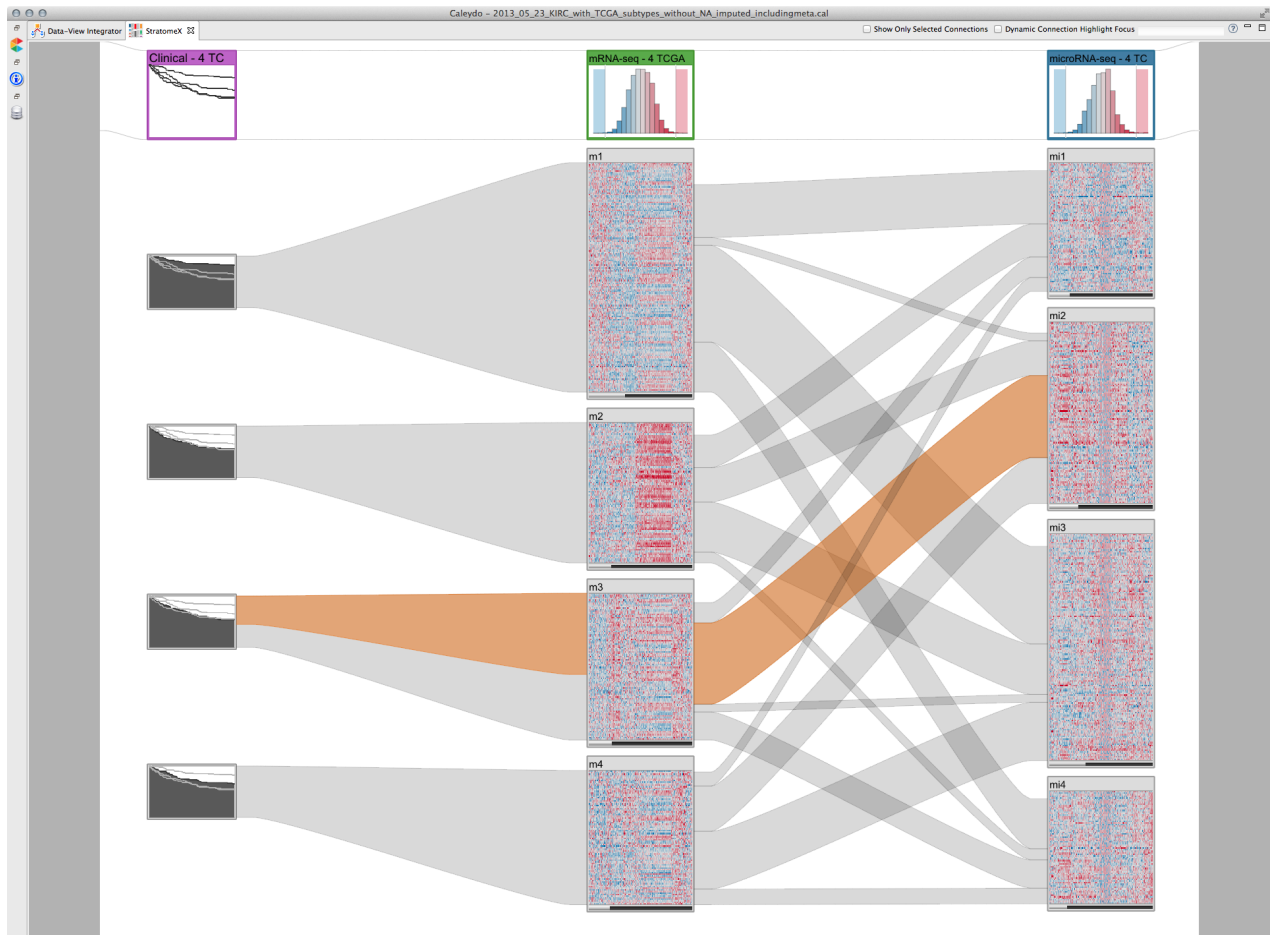 Caleydo - 2013_05_23_KIRC_with_TCGA_subtypes_without_NA_imputed_includingmeta.cal
Data-View Integrator
StratomeX
Show Only Selected Connections
Dynamic Connection Highlight Focus
?
Clinical - 4 TC
mRNA-seq - 4 TCGA
microRNA-seq - 4 TC
m1
mi1
mi2
m2
mi3
m3
m4
mi4